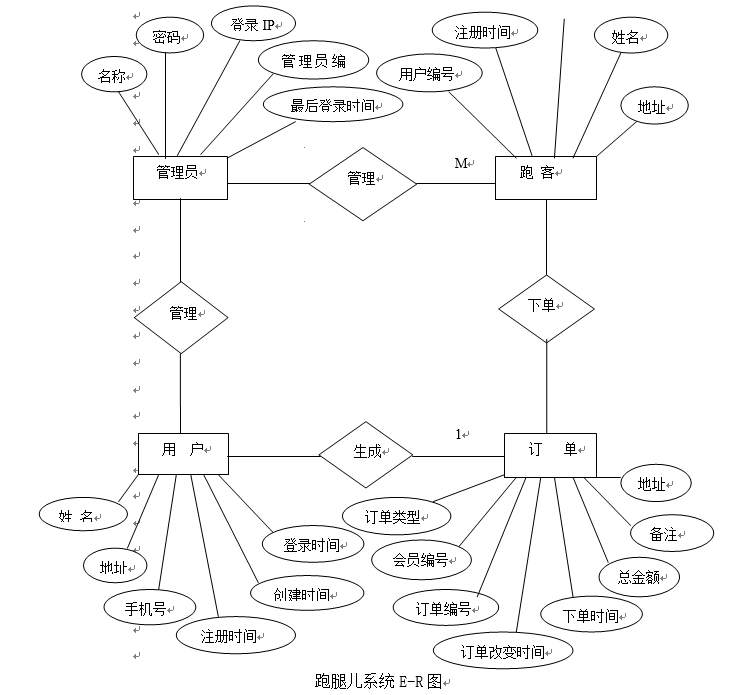 登录 IP
密码
注册时间
姓名
管理员编
名称
用户编号
最后登录时间
地址
管理员
管理
M
跑 客
管理
下单
用 户
生成
1
订 单
地址
姓 名
订单类型
备注
登录时间
会员编号
地址
总金额
创建时间
手机号
订单编号
下单时间
注册时间
订单改变时间
跑腿儿系统 E-R 图